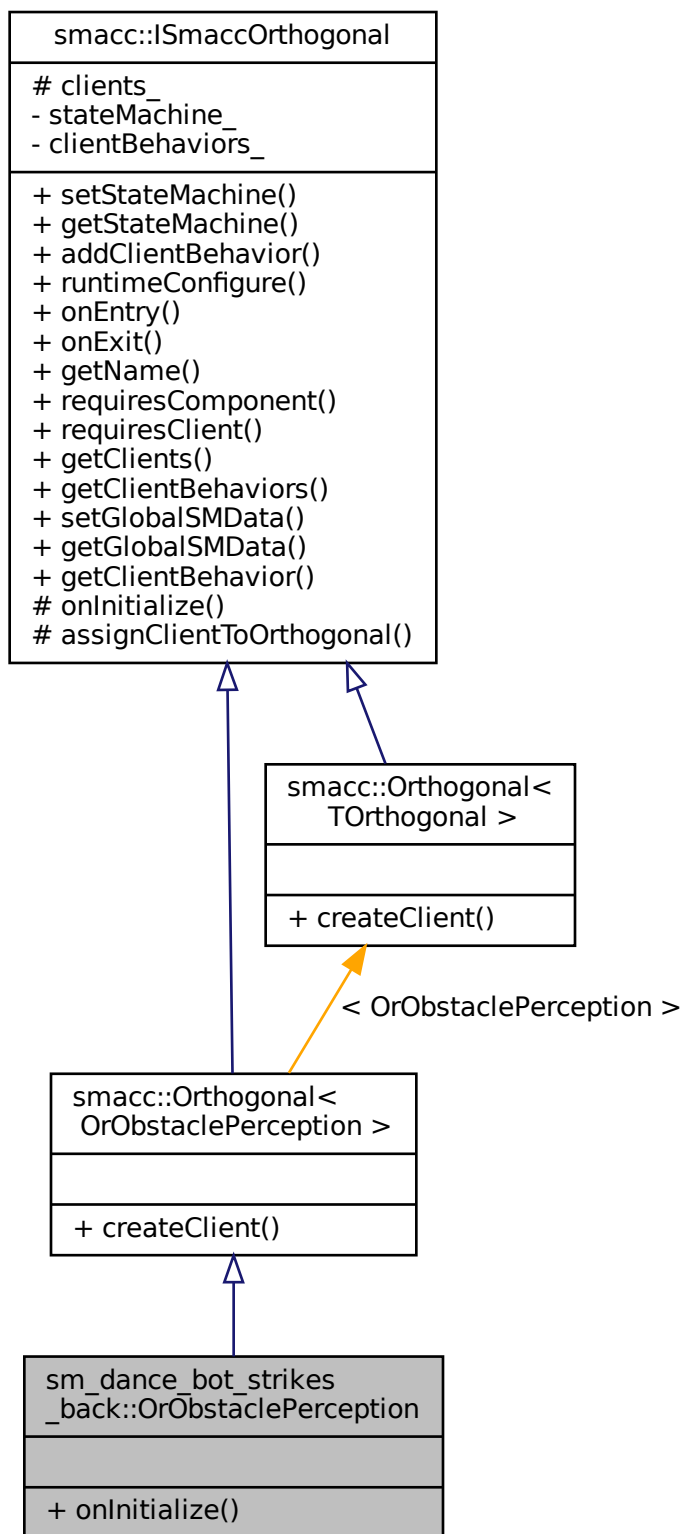 smacc::ISmaccOrthogonal
# clients_
- stateMachine_
- clientBehaviors_
+ setStateMachine()
+ getStateMachine()
+ addClientBehavior()
+ runtimeConfigure()
+ onEntry()
+ onExit()
+ getName()
+ requiresComponent()
+ requiresClient()
+ getClients()
+ getClientBehaviors()
+ setGlobalSMData()
+ getGlobalSMData()
+ getClientBehavior()
# onInitialize()
# assignClientToOrthogonal()
smacc::Orthogonal<
TOrthogonal >
+ createClient()
< OrObstaclePerception >
smacc::Orthogonal<
OrObstaclePerception >
+ createClient()
sm_dance_bot_strikes
_back::OrObstaclePerception
+ onInitialize()